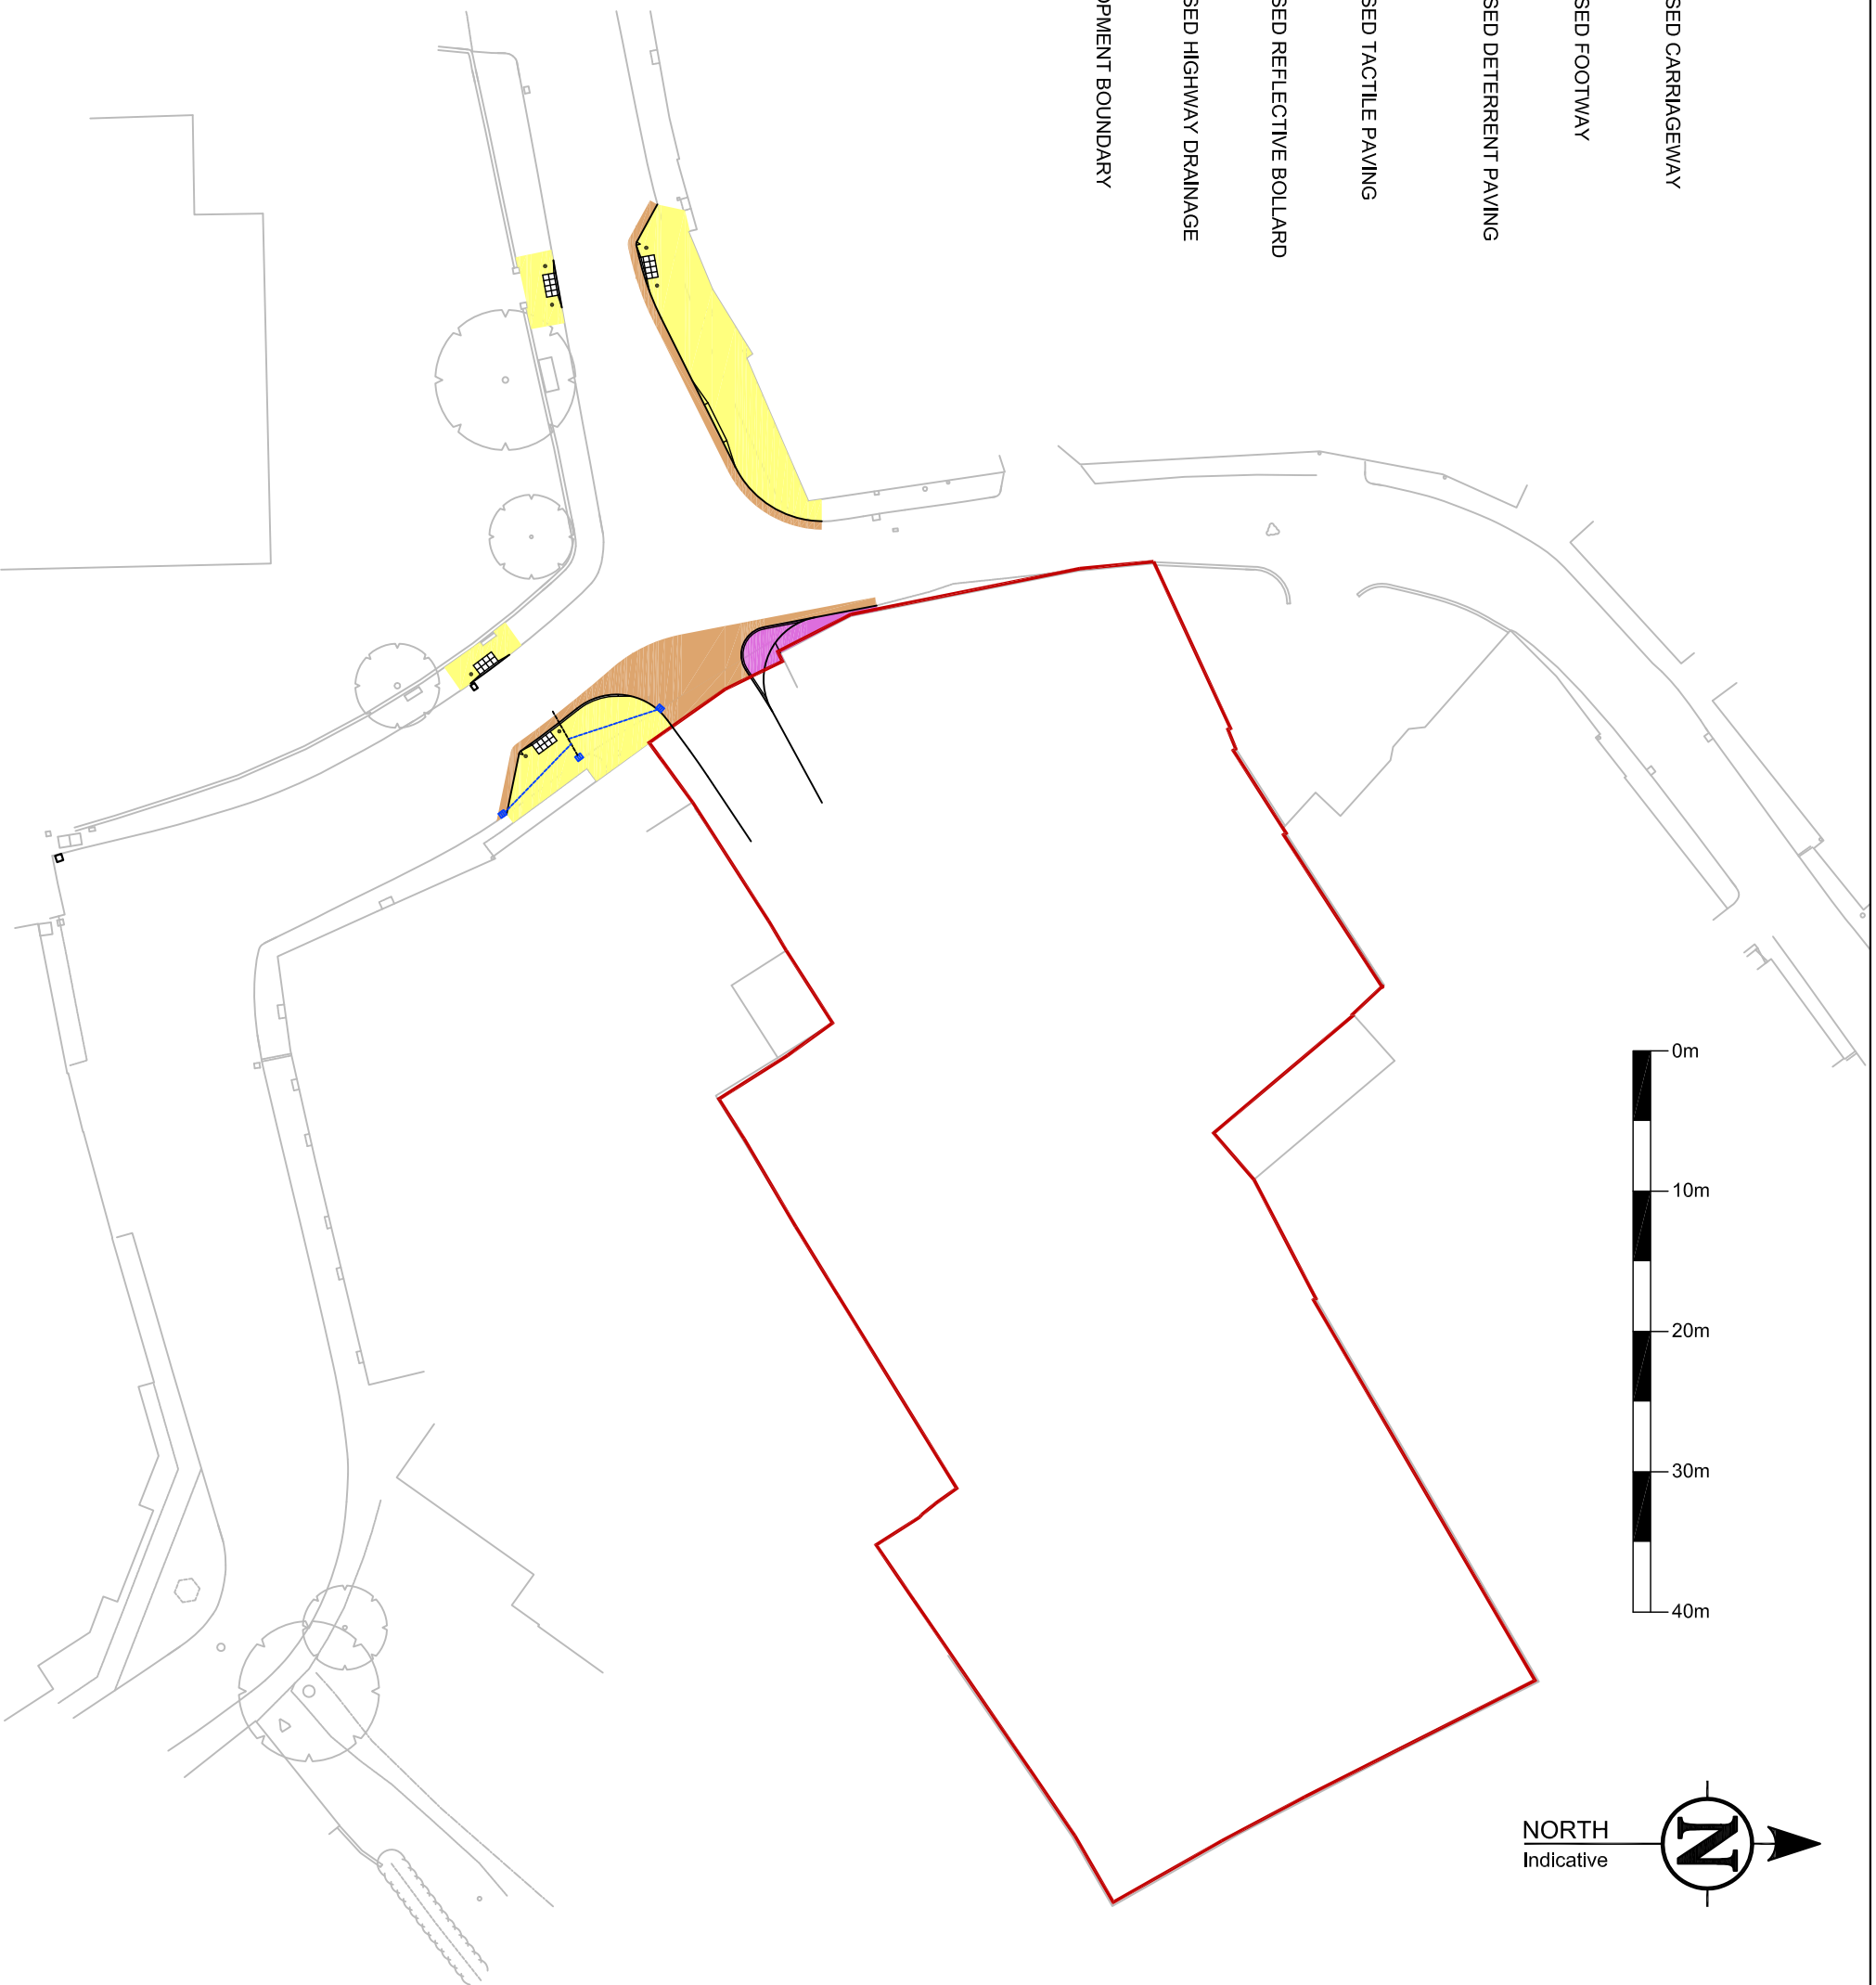 SED CARRIAGEWAY
SED FOOTWAY
SED DETERRENT PAVING
SED TACTILE PAVING
SED REFLECTIVE BOLLARD
SED HIGHWAY DRAINAGE
OPMENT BOUNDARY
0m
10m
20m
30m
40m
NORTH
Indicative
N